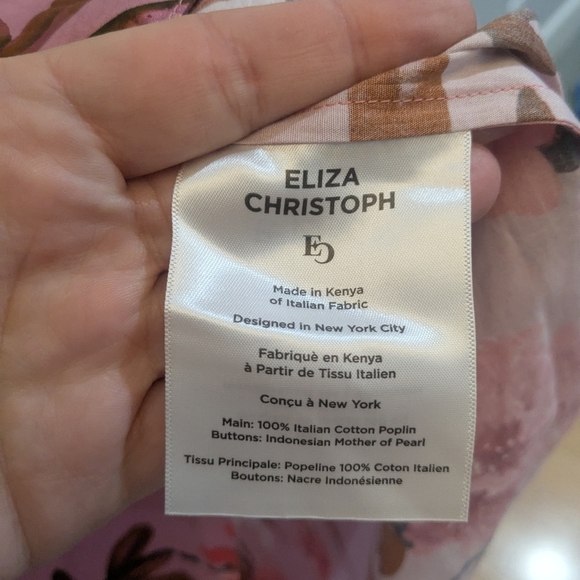 ELIZA
CHRISTOPH
EC
Made in Kenya
of Italian Fabric
Designed in New York City
Fabriquè en Kenya
à Partir de Tissu Italien
Conçu à New York
Main: 100% Italian Cotton Poplin
Buttons: Indonesian Mother of Pearl
Tissu Principale: Popeline 100% Coton Italien
Boutons: Nacre Indonésienne